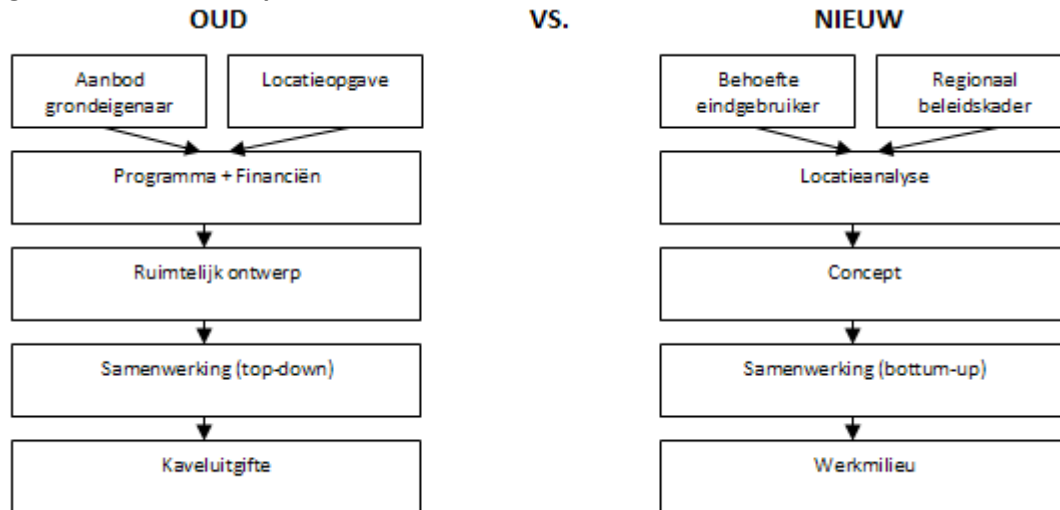 OUD VS. NIEUW
Aanbod grondeigenaar
Locatieopgave
Programma + Financiën
Ruimtelijk ontwerp
Samenwerking (top-down)
Kaveluitgifte
Behoefte eindgebruiker
Regionaal beleidskader
Locatieanalyse
Concept
Samenwerking (bottum-up)
Werkmilieu